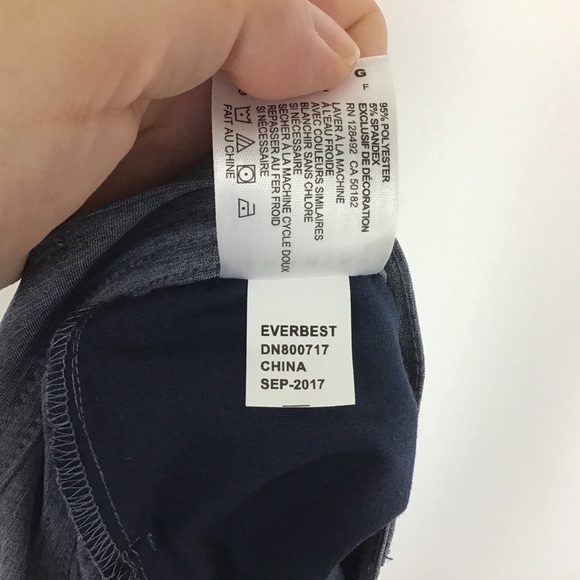 G F
95% POLYESTER
5% SPANDEX
EXCLUSIF DE DÉCORATION
RN 128492 CA 50182
LAVER À LA MACHINE
À L'EAU FROIDE
AVEC COULEURS SIMILAIRES
BLANCHIR SANS CHLORE
SI NÉCESSAIRE
SÉCHER À LA MACHINE CYCLE DOUX
REPASSER AU FER FROID
SI NÉCESSAIRE
FAIT AU CHINE
EVERBEST
DN800717
CHINA
SEP-2017